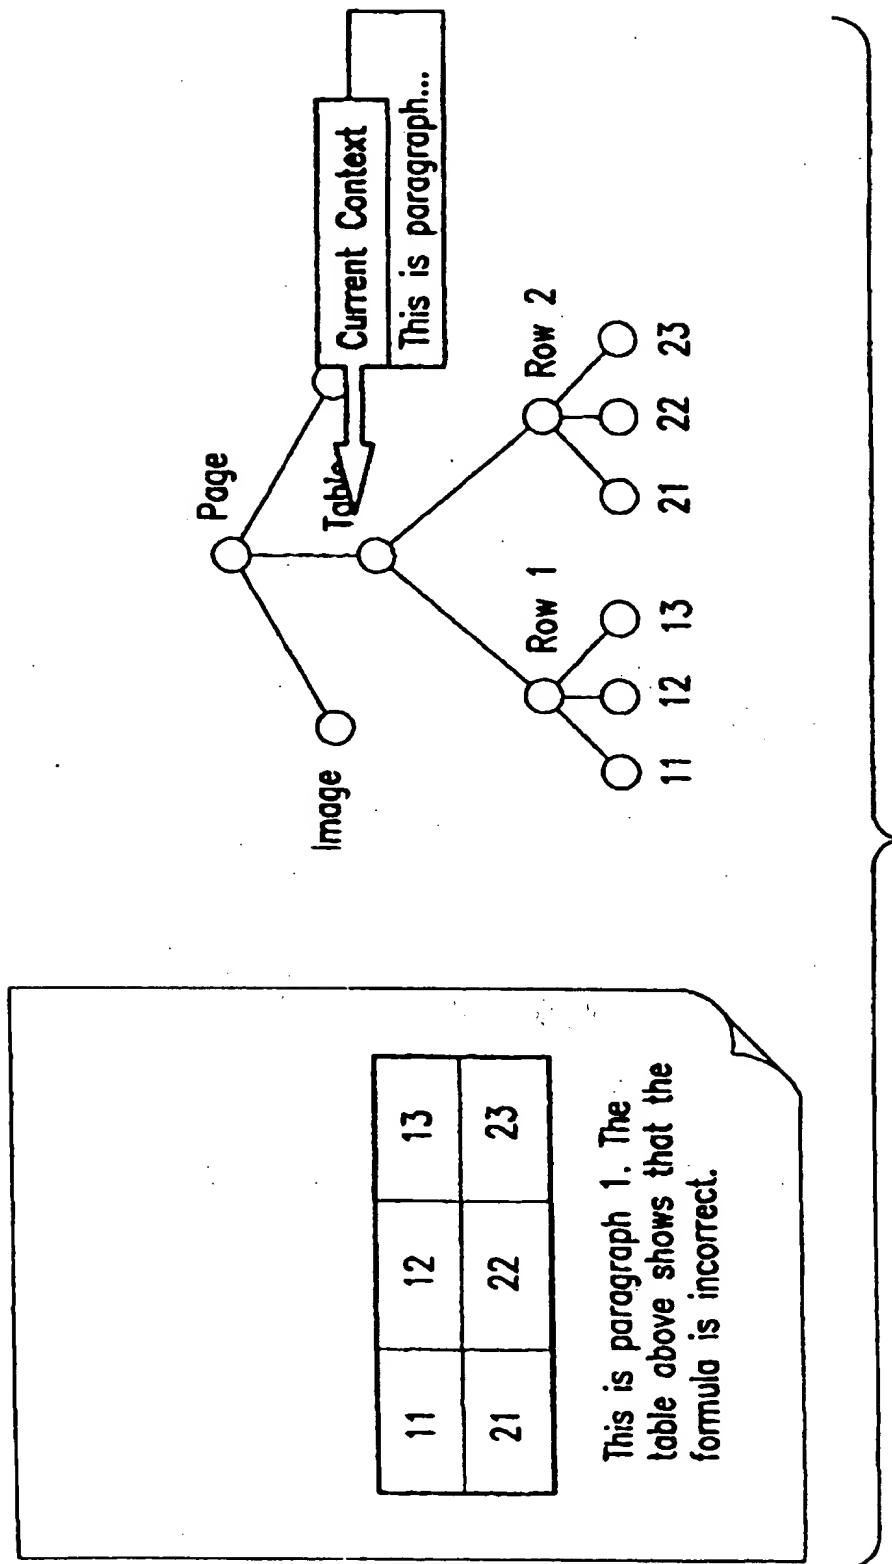 11 12 13
21 22 23
This is paragraph 1. The
table above shows that the
formula is incorrect.
Page
Image
Table
Current Context
This is paragraph...
Row 1
Row 2
11 12 13 21 22 23